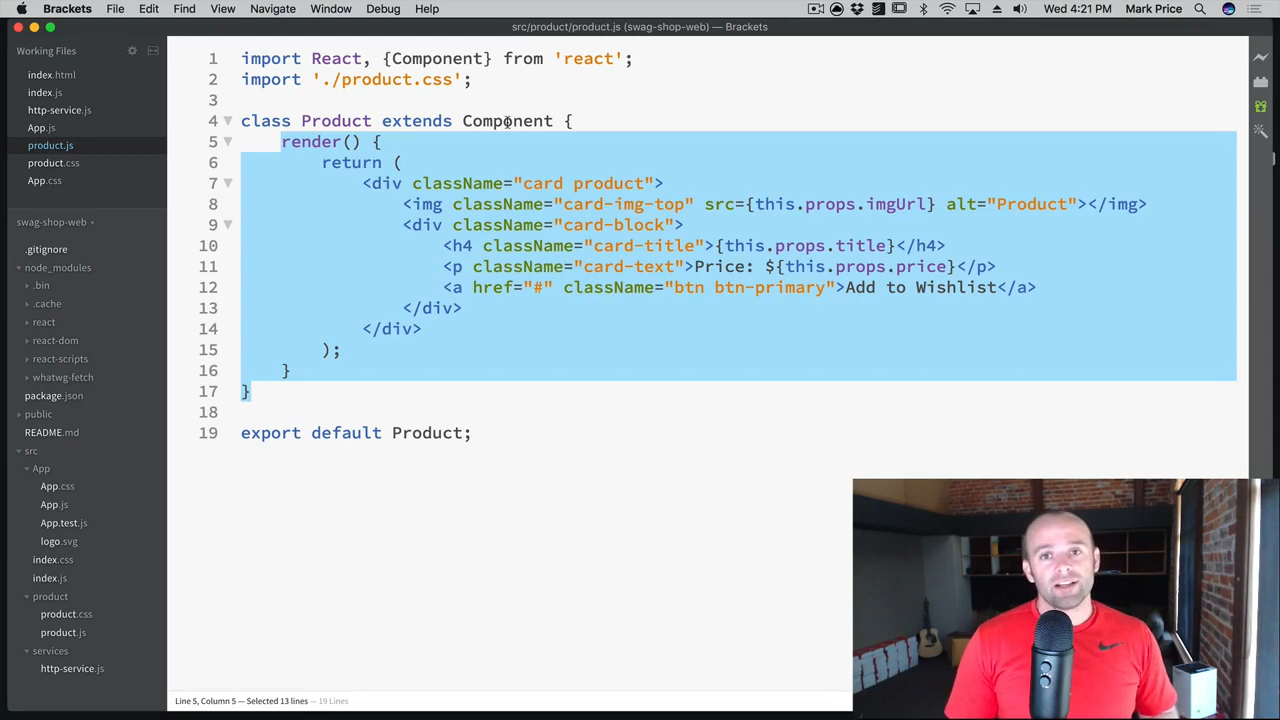 Brackets File Edit Find View Navigate Window Debug Help Wed 4:21 PM Mark Price
src/product/product.js (swag-shop-web) — Brackets
Working Files
index.html
index.js
http-service.js
App.js
product.js
product.css
App.css
swag-shop-web
.gitignore
node_modules
.bin
.cache
react
react-dom
react-scripts
whatwg-fetch
package.json
public
README.md
src
App
App.css
App.js
App.test.js
logo.svg
index.css
index.js
product
product.css
product.js
services
http-service.js
1 import React, {Component} from 'react';
2 import './product.css';
3
4 class Product extends Component {
5 render() {
6 return (
7 <div className="card product">
8 <img className="card-img-top" src={this.props.imgUrl} alt="Product"></img>
9 <div className="card-block">
10 <h4 className="card-title">{this.props.title}</h4>
11 <p className="card-text">Price: ${this.props.price}</p>
12 <a href="#" className="btn btn-primary">Add to Wishlist</a>
13 </div>
14 </div>
15 );
16 }
17 }
18
19 export default Product;
Line 5, Column 5 — Selected 13 lines — 19 Lines